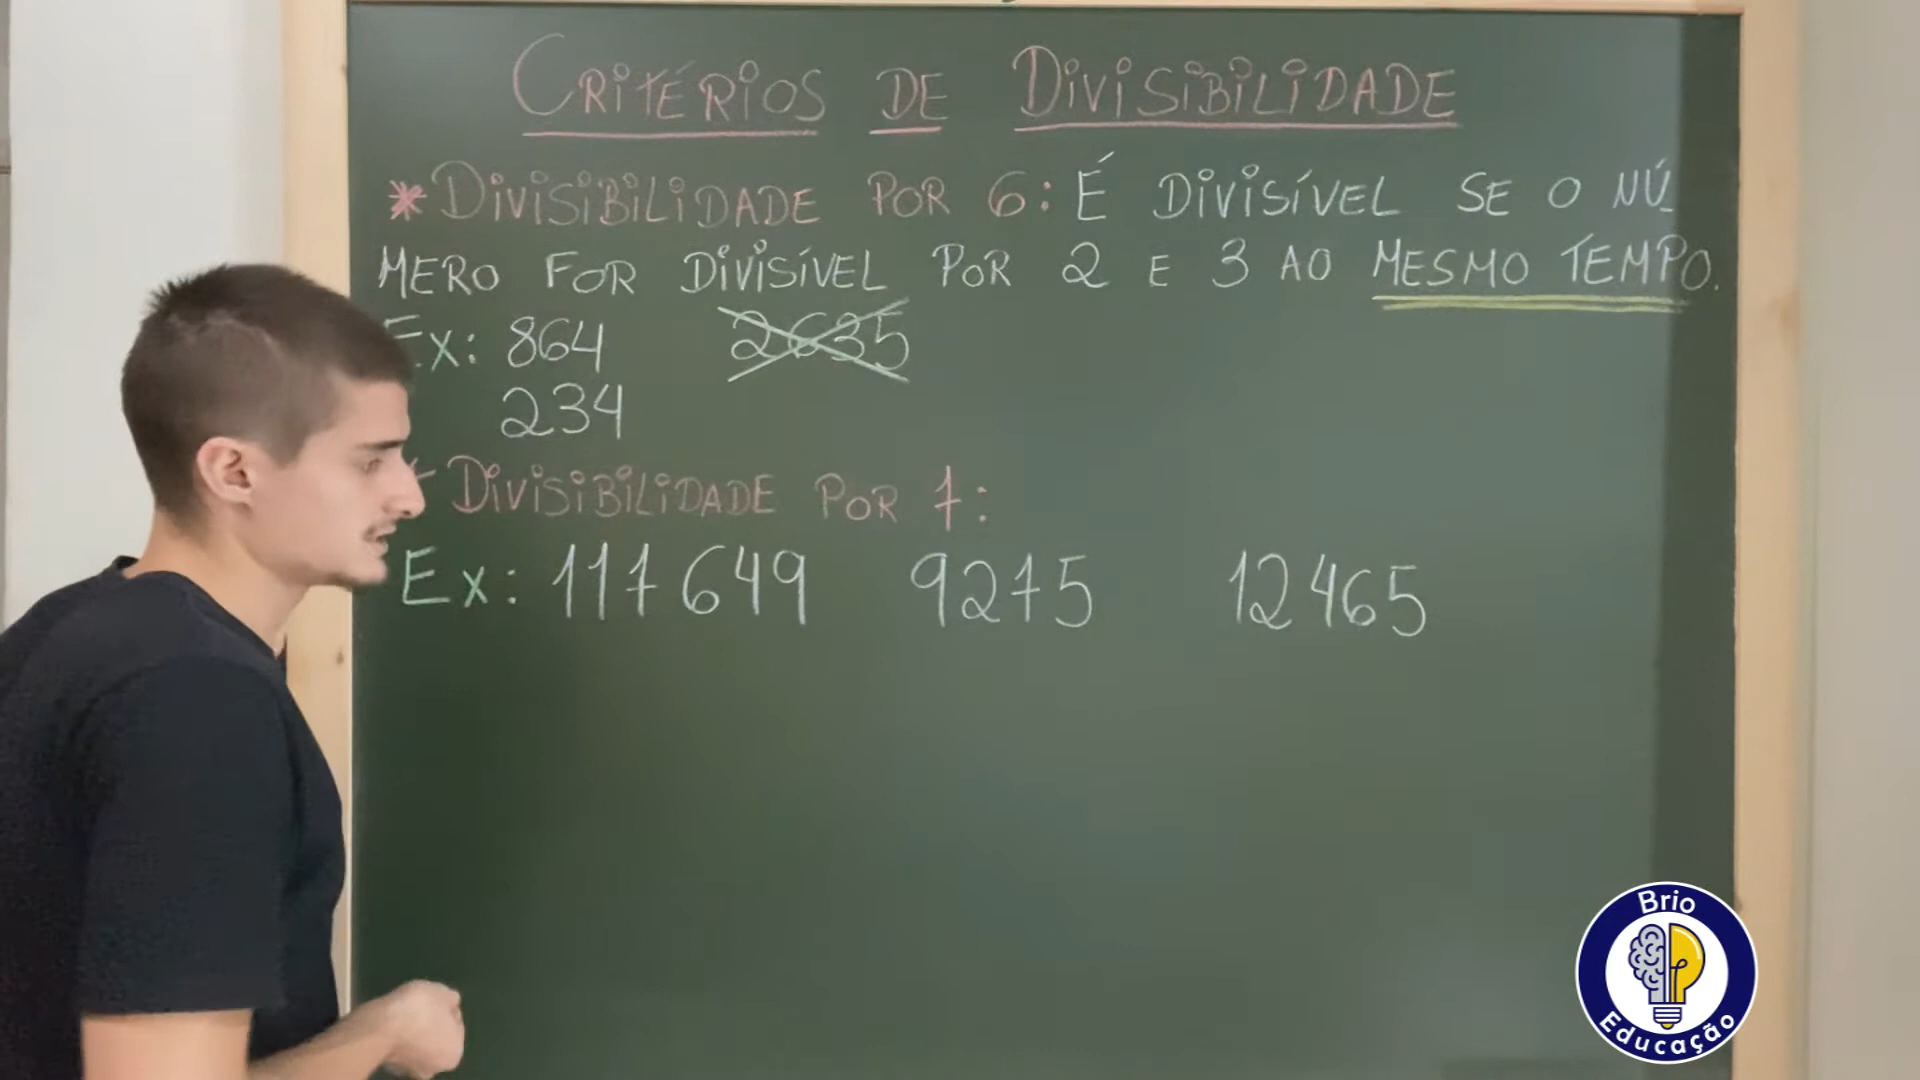 CRITÉRIOS DE DIVISIBILIDADE
* DIVISIBILIDADE POR 6: É DIVISÍVEL SE O NÚ-
MERO FOR DIVISÍVEL POR 2 E 3 AO MESMO TEMPO.
Ex: 864 2635
234
* DIVISIBILIDADE POR 7:
Ex: 117649 9275 12465
Brio
Educação